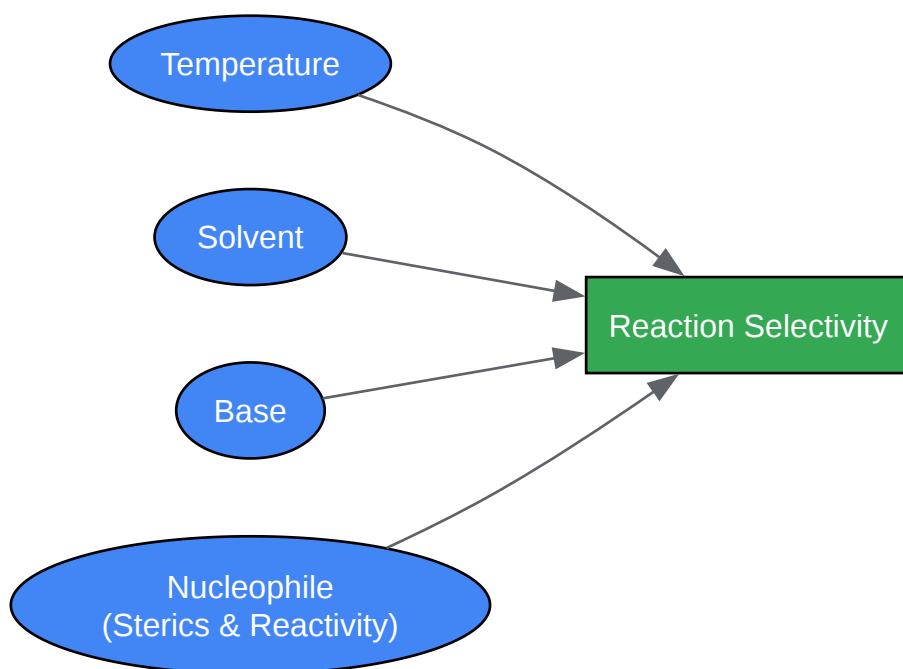 Temperature
Solvent
Reaction Selectivity
Base
Nucleophile
(Sterics & Reactivity)